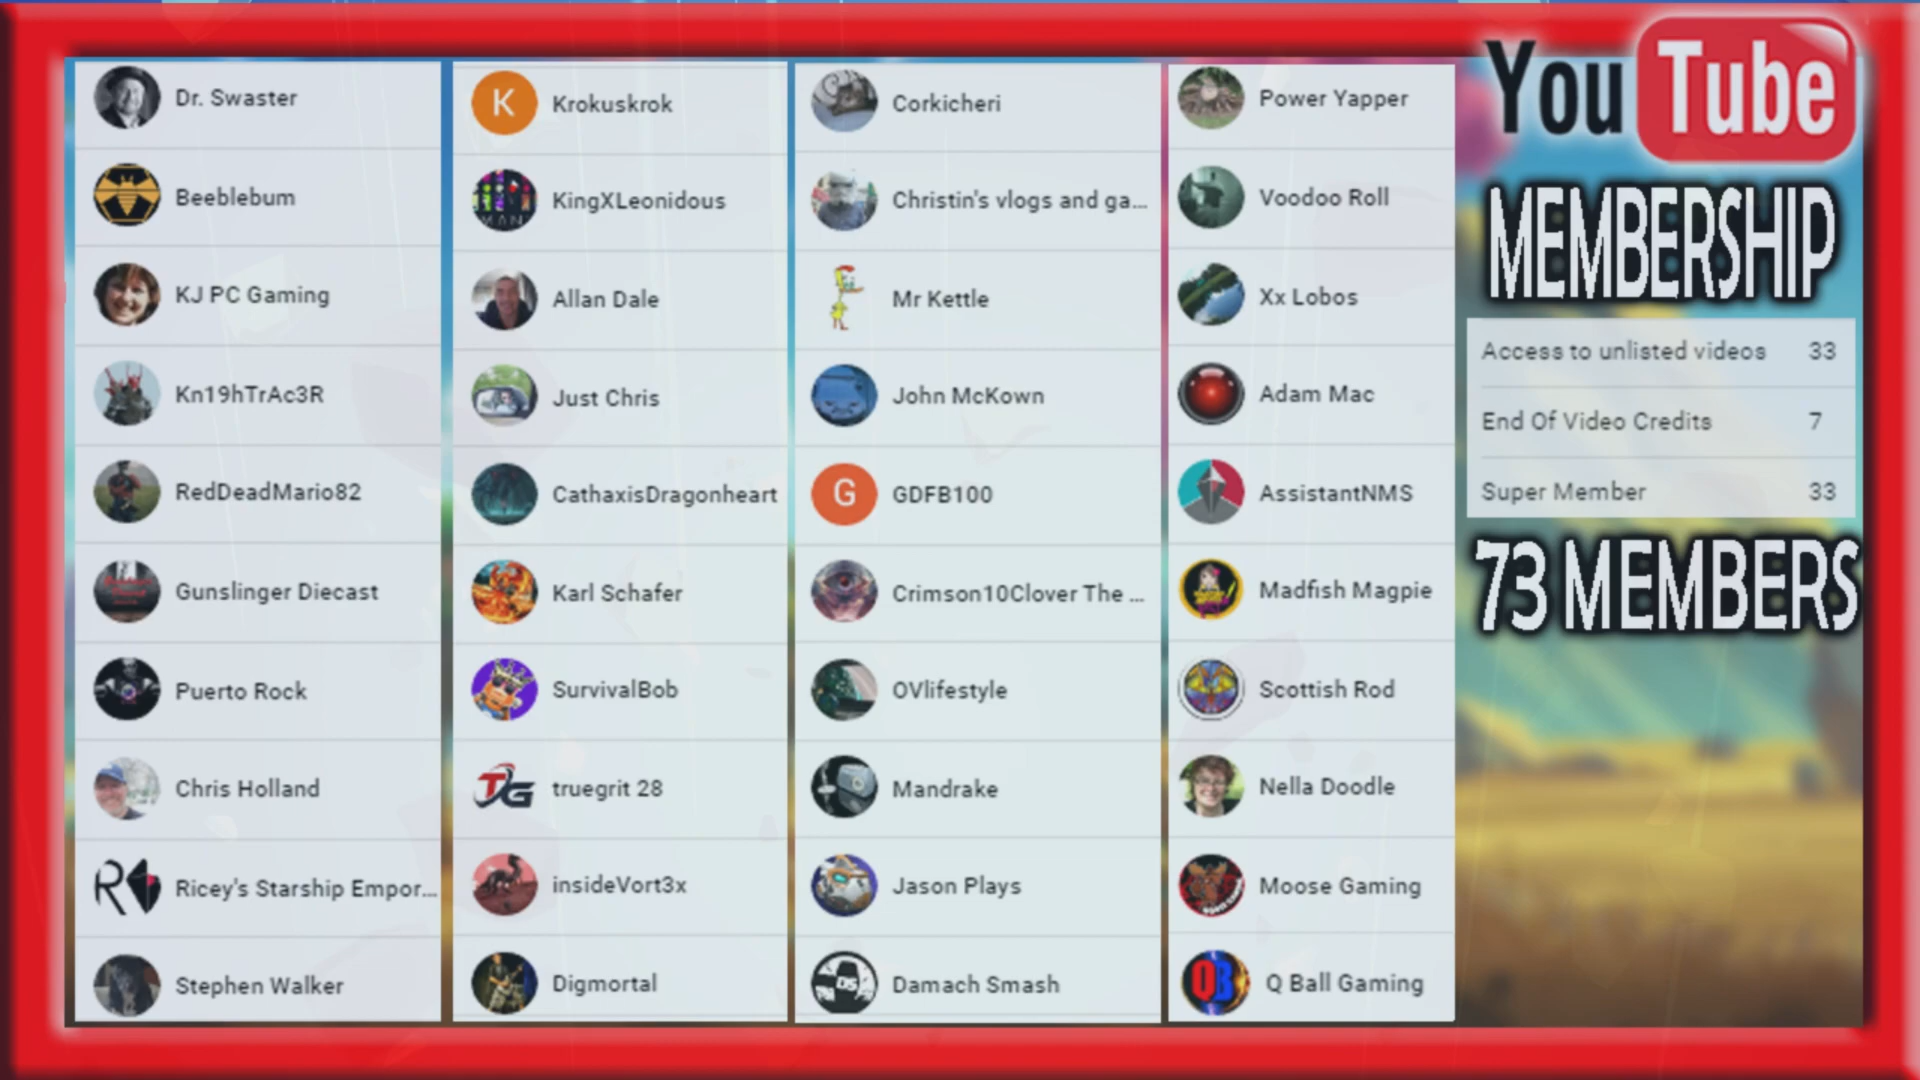 Dr. Swaster
Beeblebum
KJ PC Gaming
Kn19hTrAc3R
RedDeadMario82
Gunslinger Diecast
Puerto Rock
Chris Holland
Ricey's Starship Empor...
Stephen Walker
K
Krokuskrok
KingXLeonidous
Allan Dale
Just Chris
CathaxisDragonheart
Karl Schafer
SurvivalBob
TG
truegrit 28
insideVort3x
Digmortal
Corkicheri
Christin's vlogs and ga...
Mr Kettle
John McKown
G
GDFB100
Crimson10Clover The ...
OVlifestyle
Mandrake
Jason Plays
DS
Damach Smash
Power Yapper
Voodoo Roll
Xx Lobos
Adam Mac
AssistantNMS
Madfish Magpie
Scottish Rod
Nella Doodle
Moose Gaming
QB
Q Ball Gaming
YouTube
MEMBERSHIP
Access to unlisted videos 33
End Of Video Credits 7
Super Member 33
73 MEMBERS